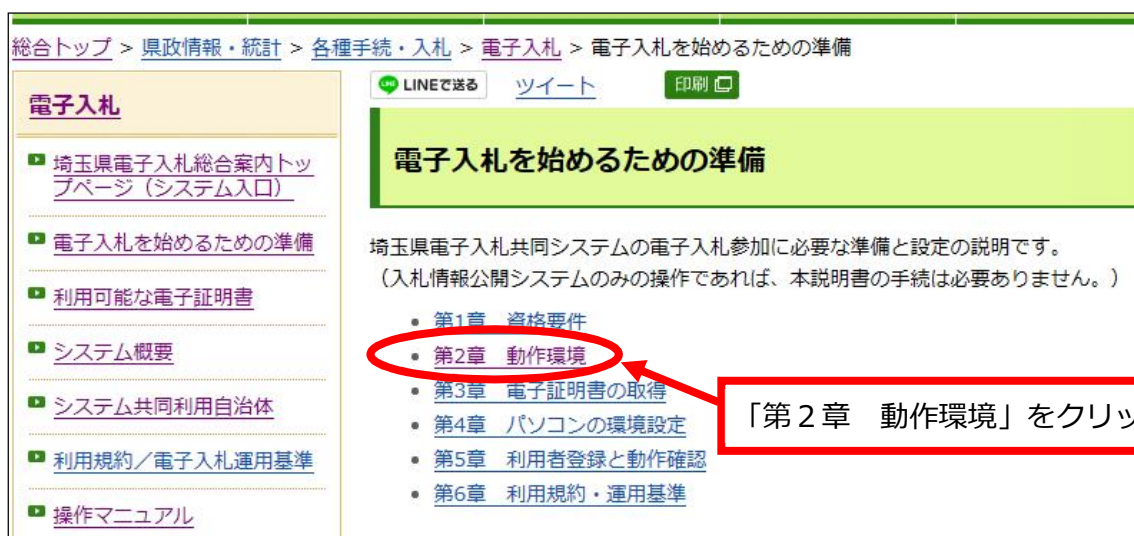 総合トップ > 県政情報・統計 > 各種手続・入札 > 電子入札 > 電子入札を始めるための準備
電子入札
埼玉県電子入札総合案内トッ
プページ（システム入口）
電子入札を始めるための準備
利用可能な電子証明書
システム概要
システム共同利用自治体
利用規約／電子入札運用基準
操作マニュアル
LINEで送る ツイート 印刷
電子入札を始めるための準備
埼玉県電子入札共同システムの電子入札参加に必要な準備と設定の説明です。
（入札情報公開システムのみの操作であれば、本説明書の手続は必要ありません。）
第1章　資格要件
第2章　動作環境
第3章　電子証明書の取得
第4章　パソコンの環境設定
第5章　利用者登録と動作確認
第6章　利用規約・運用基準
「第２章　動作環境」をクリッ